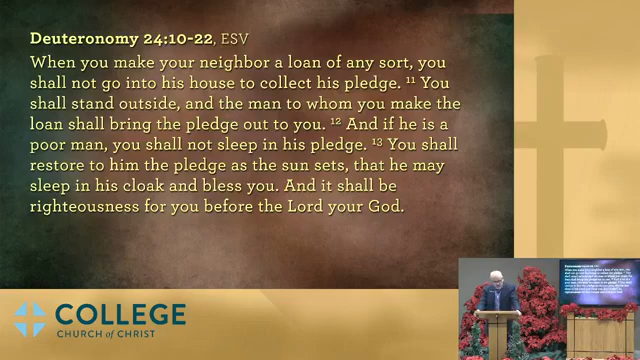 Deuteronomy 24:10-22, ESV
When you make your neighbor a loan of any sort, you
shall not go into his house to collect his pledge. ¹¹ You
shall stand outside, and the man to whom you make the
loan shall bring the pledge out to you. ¹² And if he is a
poor man, you shall not sleep in his pledge. ¹³ You shall
restore to him the pledge as the sun sets, that he may
sleep in his cloak and bless you. And it shall be
righteousness for you before the Lord your God.
COLLEGE
CHURCH of CHRIST